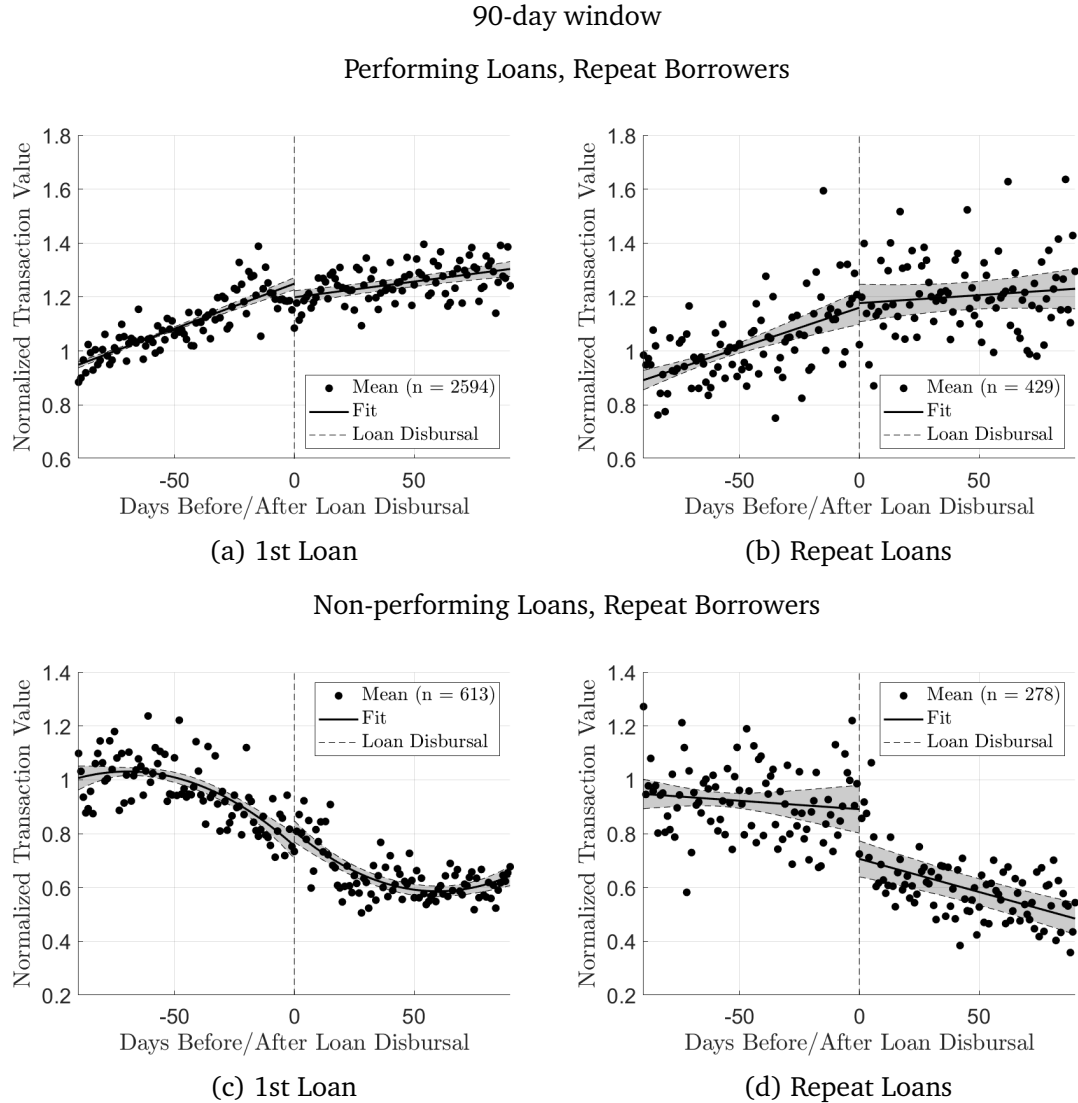 90-day window
Performing Loans, Repeat Borrowers
Normalized Transaction Value
1.8
1.6
1.4
1.2
1
0.8
0.6
-50
0
50
Mean (n = 2594)
Fit
Loan Disbursal
Days Before/After Loan Disbursal
(a) 1st Loan
Normalized Transaction Value
1.8
1.6
1.4
1.2
1
0.8
0.6
-50
0
50
Mean (n = 429)
Fit
Loan Disbursal
Days Before/After Loan Disbursal
(b) Repeat Loans
Non-performing Loans, Repeat Borrowers
Normalized Transaction Value
1.4
1.2
1
0.8
0.6
0.4
0.2
-50
0
50
Mean (n = 613)
Fit
Loan Disbursal
Days Before/After Loan Disbursal
(c) 1st Loan
Normalized Transaction Value
1.4
1.2
1
0.8
0.6
0.4
0.2
-50
0
50
Mean (n = 278)
Fit
Loan Disbursal
Days Before/After Loan Disbursal
(d) Repeat Loans